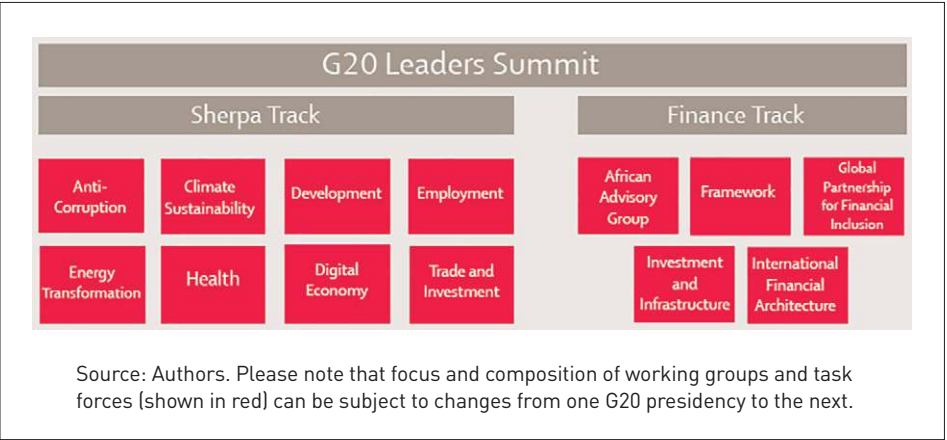 G20 Leaders Summit
Sherpa Track
Finance Track
Anti-
Corruption
Climate
Sustainability
Development
Employment
African
Advisory
Group
Framework
Global
Partnership
for Financial
Inclusion
Energy
Transformation
Health
Digital
Economy
Trade and
Investment
Investment
and
Infrastructure
International
Financial
Architecture
Source: Authors. Please note that focus and composition of working groups and task
forces (shown in red) can be subject to changes from one G20 presidency to the next.